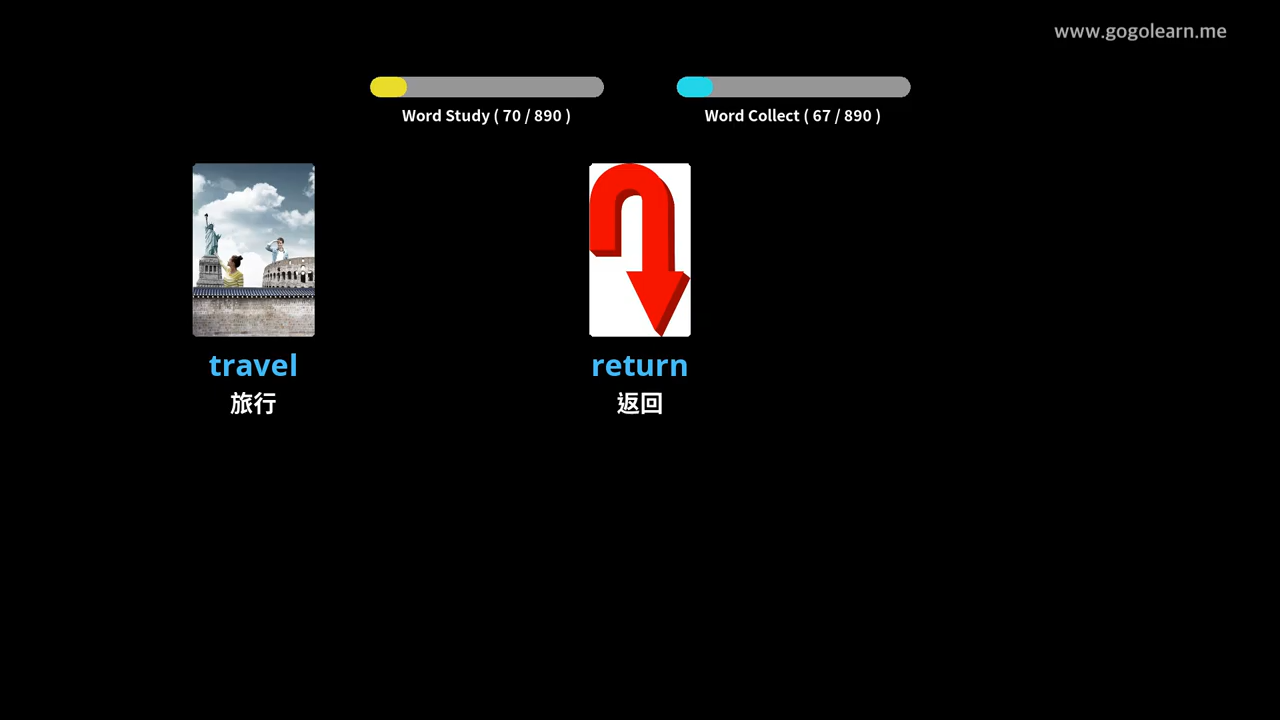 www.gogolearn.me
Word Study ( 70 / 890 )
Word Collect ( 67 / 890 )
travel
旅行
return
返回